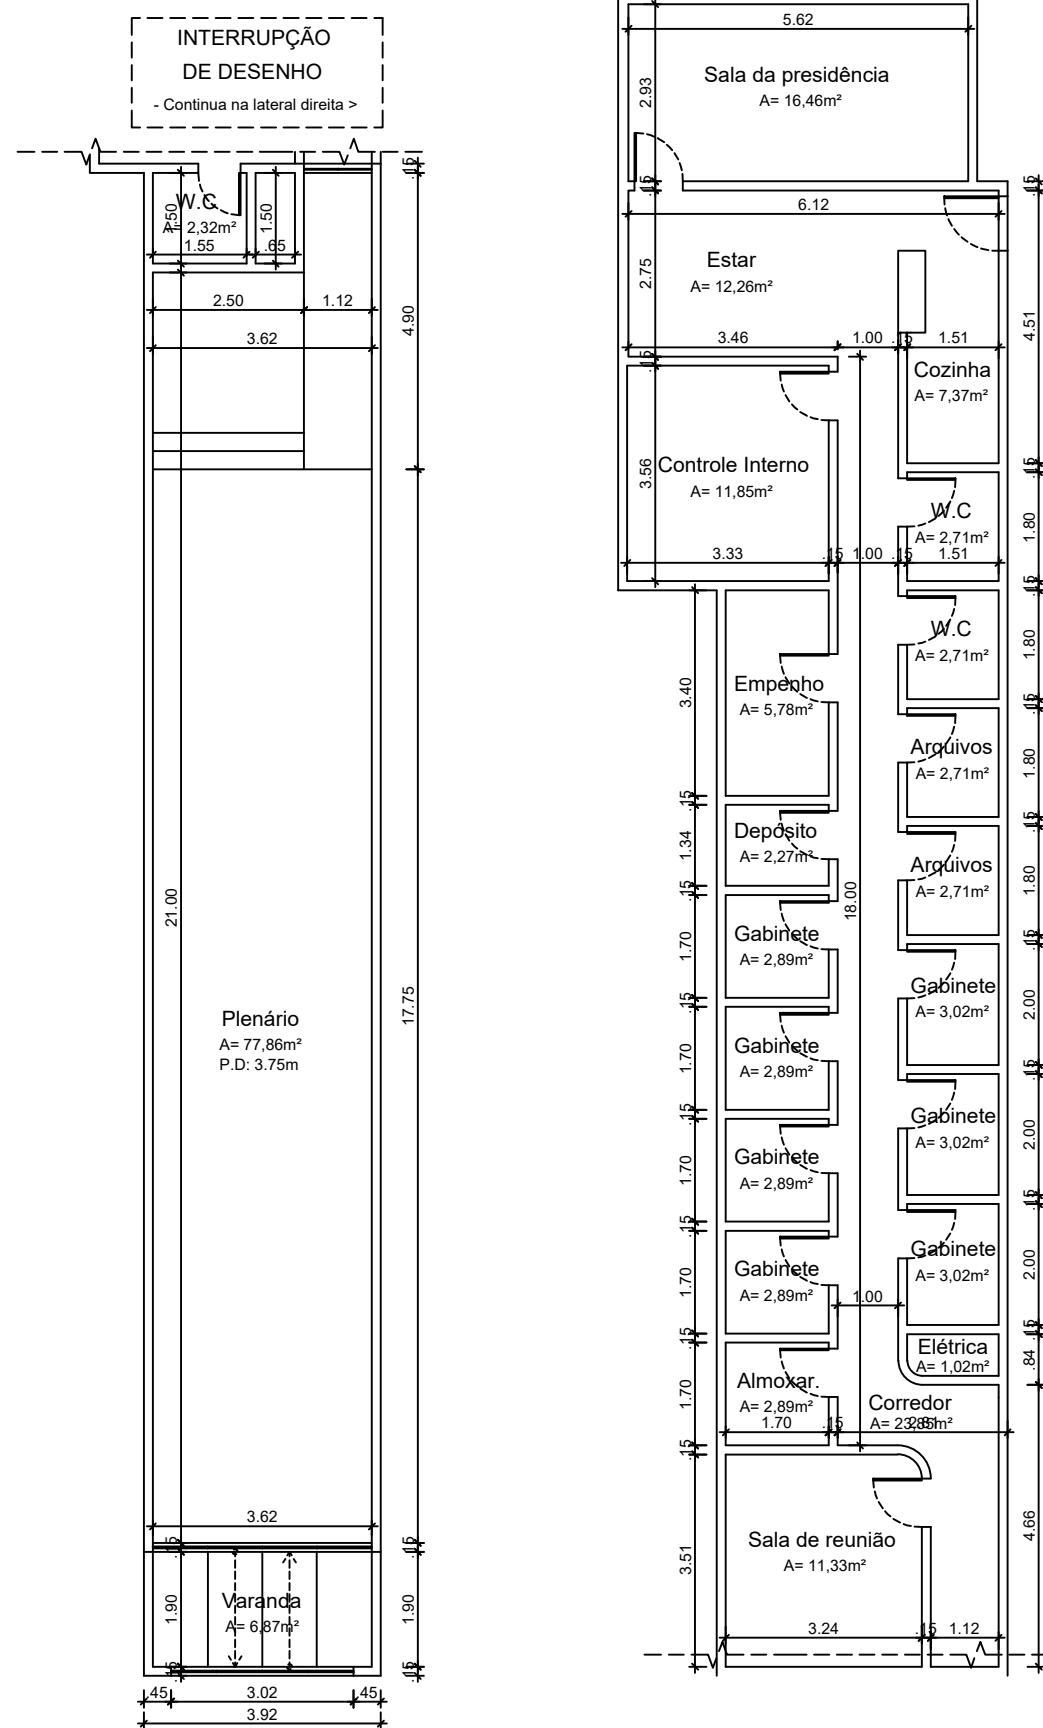 INTERRUPÇÃO
DE DESENHO
- Continua na lateral direita >
.15
W.C
A= 2,32m²
1.50
1.50
1.55
.65
2.50
1.12
3.62
4.90
21.00
17.75
Plenário
A= 77,86m²
P.D: 3.75m
3.62
.15
.15
Varanda
A= 6,87m²
1.90
1.90
.15
.15
.45
3.02
.45
3.92
5.62
Sala da presidência
A= 16,46m²
2.93
.15
.15
6.12
Estar
A= 12,26m²
2.75
4.51
3.46
1.00
.15
1.51
.15
Cozinha
A= 7,37m²
Controle Interno
A= 11,85m²
3.56
.15
W.C
A= 2,71m²
1.80
3.33
.15
1.00
.15
1.51
.15
W.C
A= 2,71m²
1.80
Empenho
A= 5,78m²
3.40
.15
Arquivos
A= 2,71m²
1.80
.15
.15
Depósito
A= 2,27m²
1.34
Arquivos
A= 2,71m²
1.80
.15
18.00
.15
Gabinete
A= 2,89m²
1.70
Gabinete
A= 3,02m²
2.00
.15
Gabinete
A= 2,89m²
1.70
.15
Gabinete
A= 3,02m²
2.00
.15
Gabinete
A= 2,89m²
1.70
.15
.15
Gabinete
A= 3,02m²
2.00
Gabinete
A= 2,89m²
1.70
1.00
.15
.15
Elétrica
A= 1,02m²
.84
Almoxar.
A= 2,89m²
1.70
Corredor
A= 23,85m²
1.70
.15
.15
Sala de reunião
A= 11,33m²
3.51
4.66
3.24
.15
1.12